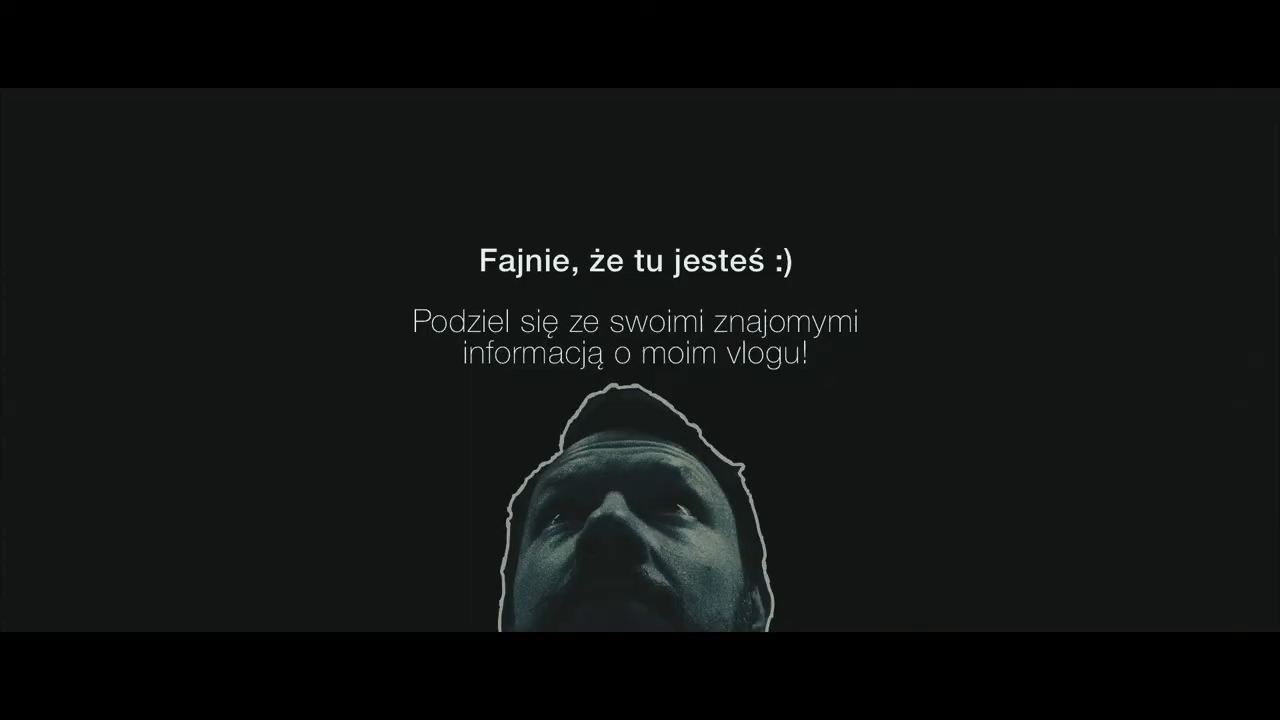 Fajnie, że tu jesteś :)
Podziel się ze swoimi znajomymi
informacją o moim vlogu!